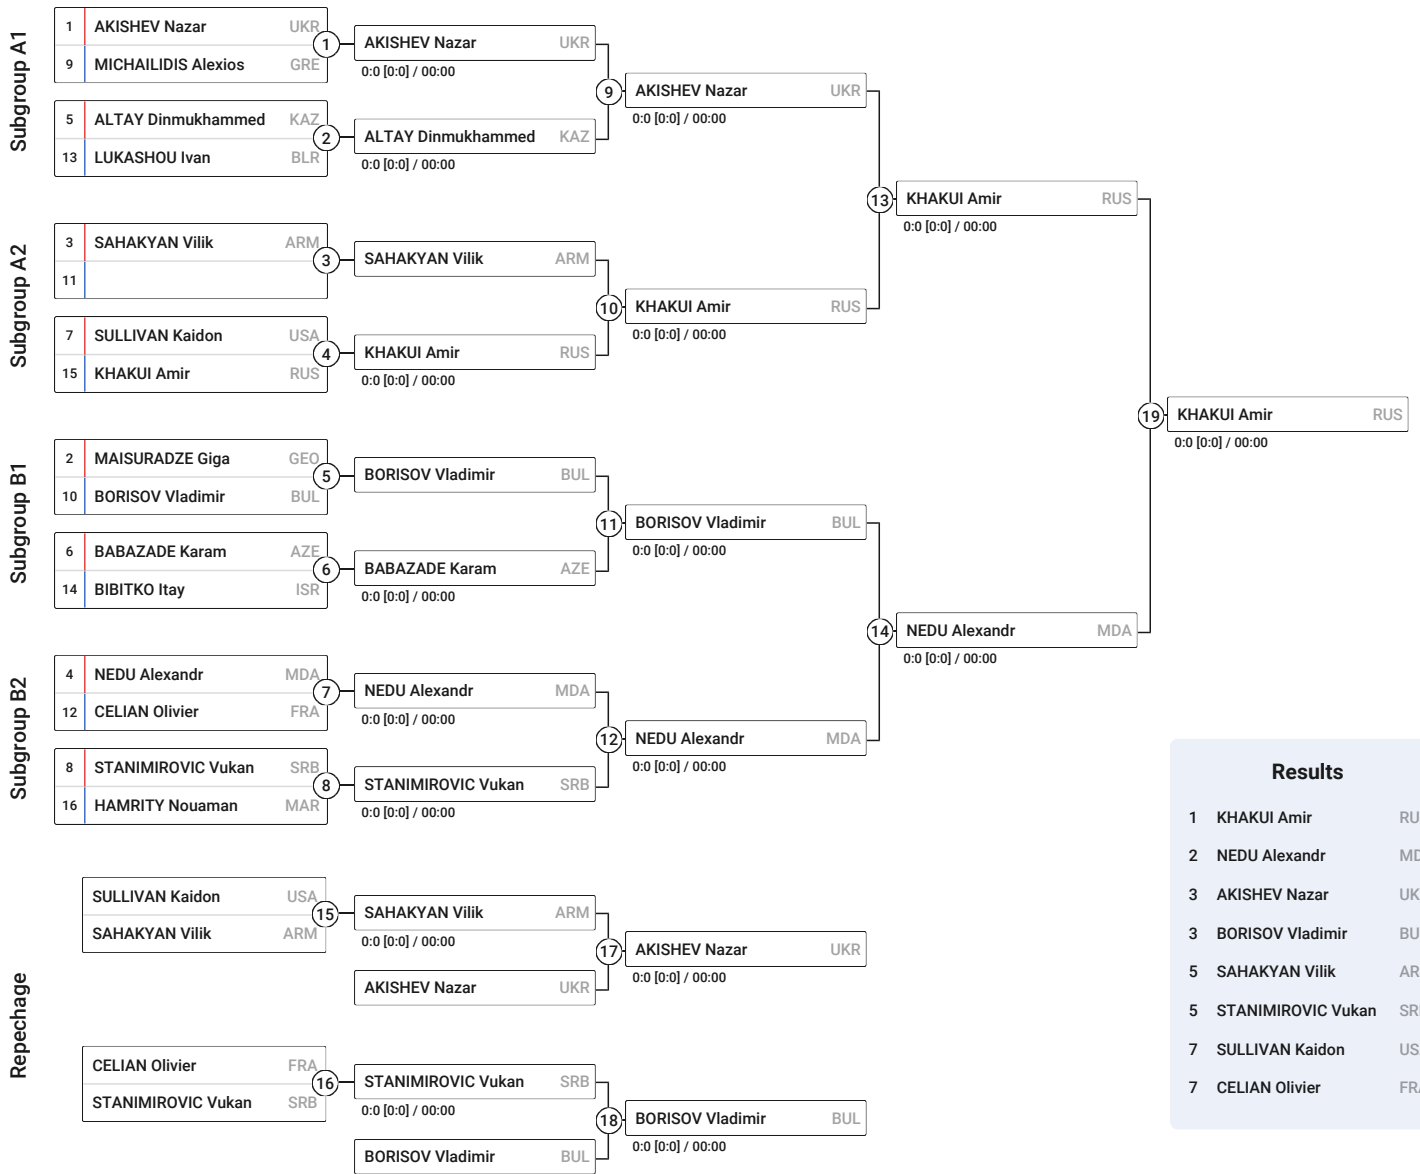 Subgroup A1
1 AKISHEV Nazar UKR
9 MICHAILIDIS Alexios GRE
1
AKISHEV Nazar UKR
0:0 [0:0] / 00:00
5 ALTAY Dinmukhammed KAZ
13 LUKASHOU Ivan BLR
2
ALTAY Dinmukhammed KAZ
0:0 [0:0] / 00:00
9
AKISHEV Nazar UKR
0:0 [0:0] / 00:00
Subgroup A2
3 SAHAKYAN Vilik ARM
11
3
SAHAKYAN Vilik ARM
7 SULLIVAN Kaidon USA
15 KHAKUI Amir RUS
4
KHAKUI Amir RUS
0:0 [0:0] / 00:00
10
KHAKUI Amir RUS
0:0 [0:0] / 00:00
13
KHAKUI Amir RUS
0:0 [0:0] / 00:00
Subgroup B1
2 MAISURADZE Giga GEO
10 BORISOV Vladimir BUL
5
BORISOV Vladimir BUL
0:0 [0:0] / 00:00
6 BABAZADE Karam AZE
14 BIBITKO Itay ISR
6
BABAZADE Karam AZE
0:0 [0:0] / 00:00
11
BORISOV Vladimir BUL
0:0 [0:0] / 00:00
Subgroup B2
4 NEDU Alexandr MDA
12 CELIAN Olivier FRA
7
NEDU Alexandr MDA
0:0 [0:0] / 00:00
8 STANIMIROVIC Vukan SRB
16 HAMRITY Nouaman MAR
8
STANIMIROVIC Vukan SRB
0:0 [0:0] / 00:00
12
NEDU Alexandr MDA
0:0 [0:0] / 00:00
14
NEDU Alexandr MDA
0:0 [0:0] / 00:00
19
KHAKUI Amir RUS
0:0 [0:0] / 00:00
Repechage
SULLIVAN Kaidon USA
SAHAKYAN Vilik ARM
15
SAHAKYAN Vilik ARM
0:0 [0:0] / 00:00
AKISHEV Nazar UKR
17
AKISHEV Nazar UKR
0:0 [0:0] / 00:00
CELIAN Olivier FRA
STANIMIROVIC Vukan SRB
16
STANIMIROVIC Vukan SRB
0:0 [0:0] / 00:00
BORISOV Vladimir BUL
18
BORISOV Vladimir BUL
0:0 [0:0] / 00:00
Results
1 KHAKUI Amir
2 NEDU Alexandr
3 AKISHEV Nazar
3 BORISOV Vladimir
5 SAHAKYAN Vilik
5 STANIMIROVIC Vukan
7 SULLIVAN Kaidon
7 CELIAN Olivier